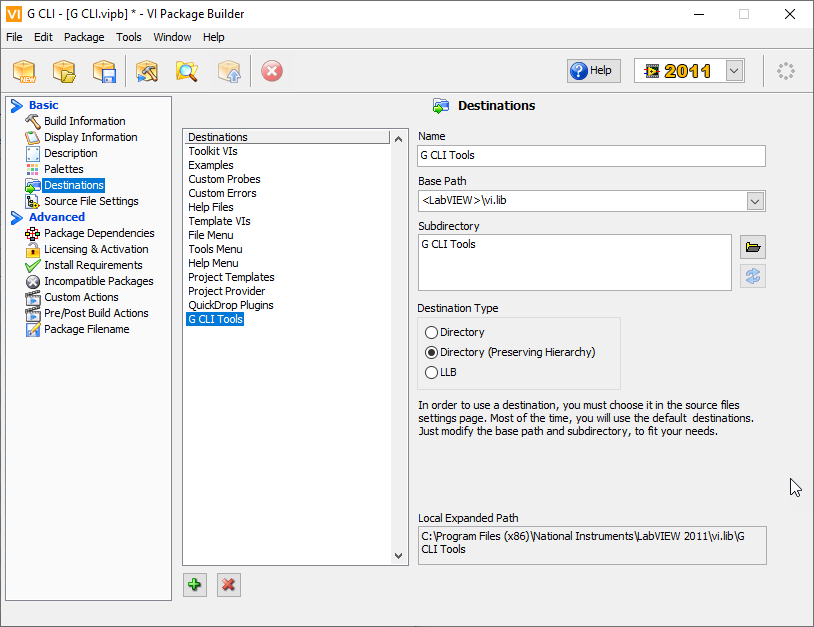 VI G CLI - [G CLI.vipb] * - VI Package Builder
File Edit Package Tools Window Help
NEW
Help
2011
Basic
Build Information
Display Information
Description
Palettes
Destinations
Source File Settings
Advanced
Package Dependencies
Licensing & Activation
Install Requirements
Incompatible Packages
Custom Actions
Pre/Post Build Actions
Package Filename
Destinations
Toolkit VIs
Examples
Custom Probes
Custom Errors
Help Files
Template VIs
File Menu
Tools Menu
Help Menu
Project Templates
Project Provider
QuickDrop Plugins
G CLI Tools
Destinations
Name
G CLI Tools
Base Path
<LabVIEW>\vi.lib
Subdirectory
G CLI Tools
Destination Type
Directory
Directory (Preserving Hierarchy)
LLB
In order to use a destination, you must choose it in the source files
settings page. Most of the time, you will use the default  destinations.
Just modify the base path and subdirectory, to fit your needs.
Local Expanded Path
C:\Program Files (x86)\National Instruments\LabVIEW 2011\vi.lib\G
CLI Tools